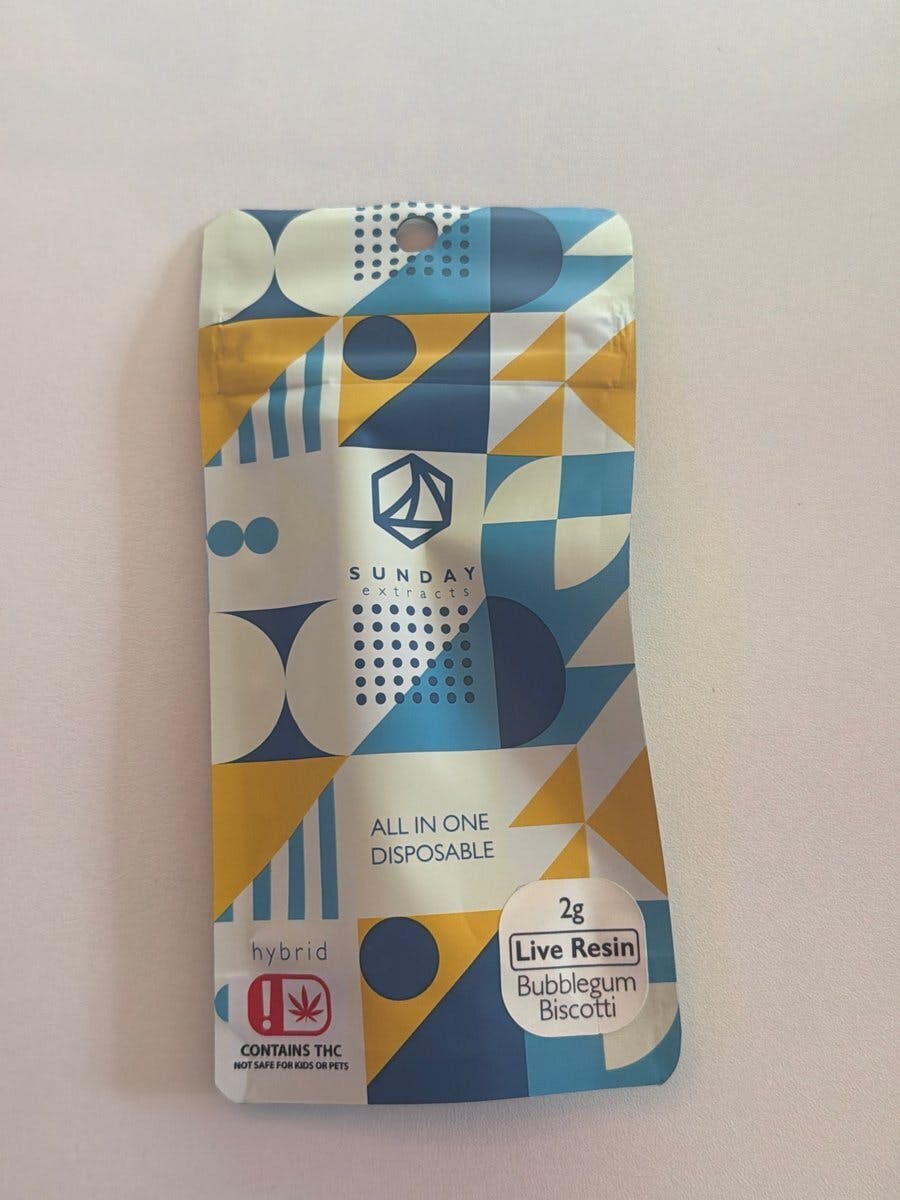 SUNDAY
extracts
ALL IN ONE
DISPOSABLE
2g
Live Resin
Bubblegum
Biscotti
hybrid
CONTAINS THC
NOT SAFE FOR KIDS OR PETS